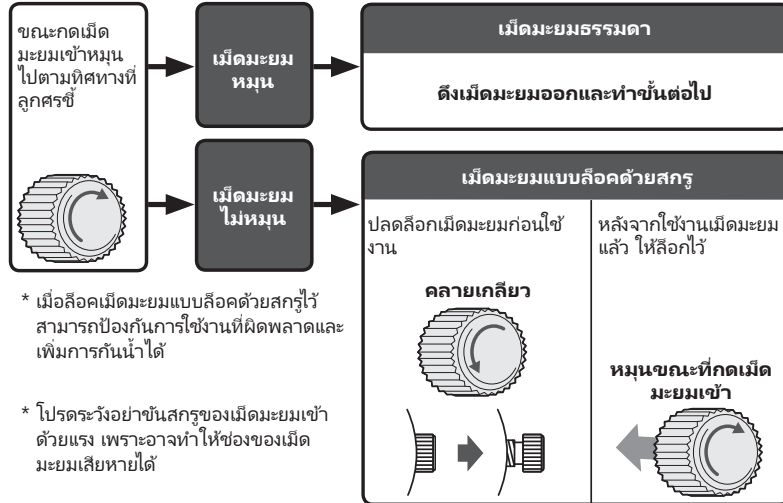 ขณะกดเม็ด
มะยมเข้าหมุน
ไปตามทิศทางที่
ลูกศรชี้
เม็ดมะยม
หมุน
เม็ดมะยมธรรมดา
ดึงเม็ดมะยมออกและทำขั้นต่อไป
เม็ดมะยม
ไม่หมุน
เม็ดมะยมแบบล็อคด้วยสกรู
ปลดล็อกเม็ดมะยมก่อนใช้
งาน
คลายเกลียว
หลังจากใช้งานเม็ดมะยม
แล้ว ให้ล็อกไว้
หมุนขณะที่กดเม็ด
มะยมเข้า
* เมื่อล็อคเม็ดมะยมแบบล็อคด้วยสกรูไว้
สามารถป้องกันการใช้งานที่ผิดพลาดและ
เพิ่มการกันน้ำได้
* โปรดระวังอย่าขันสกรูของเม็ดมะยมเข้า
ด้วยแรง เพราะอาจทำให้ช่องของเม็ด
มะยมเสียหายได้